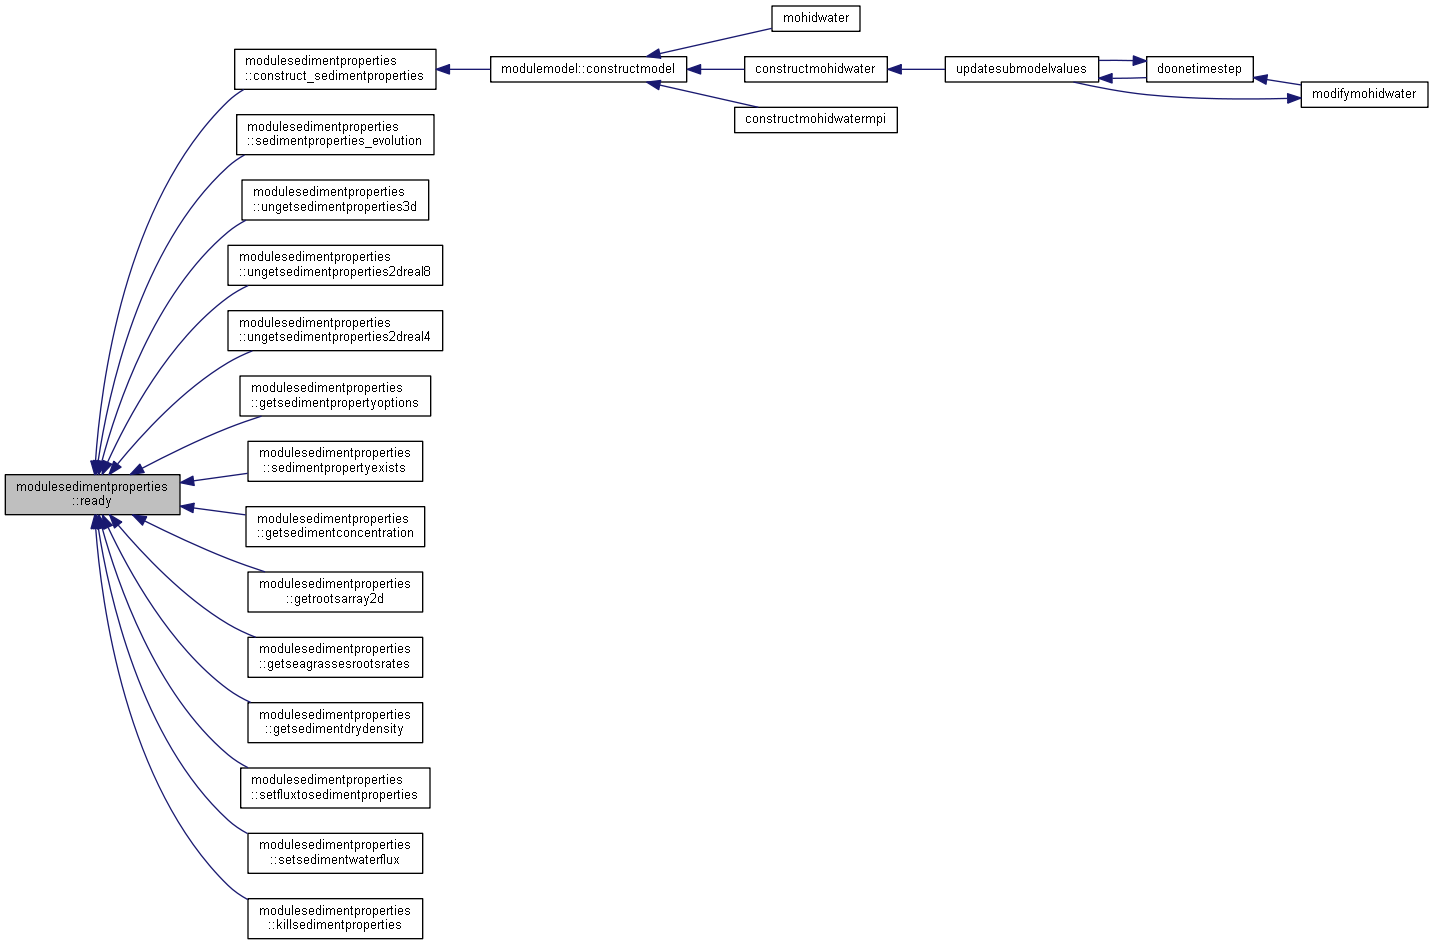 mohidwater
modulesedimentproperties
::construct_sedimentproperties
modulemodel::constructmodel
constructmohidwater
updatesubmodelvalues
doonetimestep
modifymohidwater
constructmohidwatermpi
modulesedimentproperties
::sedimentproperties_evolution
modulesedimentproperties
::ungetsedimentproperties3d
modulesedimentproperties
::ungetsedimentproperties2dreal8
modulesedimentproperties
::ungetsedimentproperties2dreal4
modulesedimentproperties
::getsedimentpropertyoptions
modulesedimentproperties
::sedimentpropertyexists
modulesedimentproperties
::ready
modulesedimentproperties
::getsedimentconcentration
modulesedimentproperties
::getrootsarray2d
modulesedimentproperties
::getseagrassesrootsrates
modulesedimentproperties
::getsedimentdrydensity
modulesedimentproperties
::setfluxtosedimentproperties
modulesedimentproperties
::setsedimentwaterflux
modulesedimentproperties
::killsedimentproperties